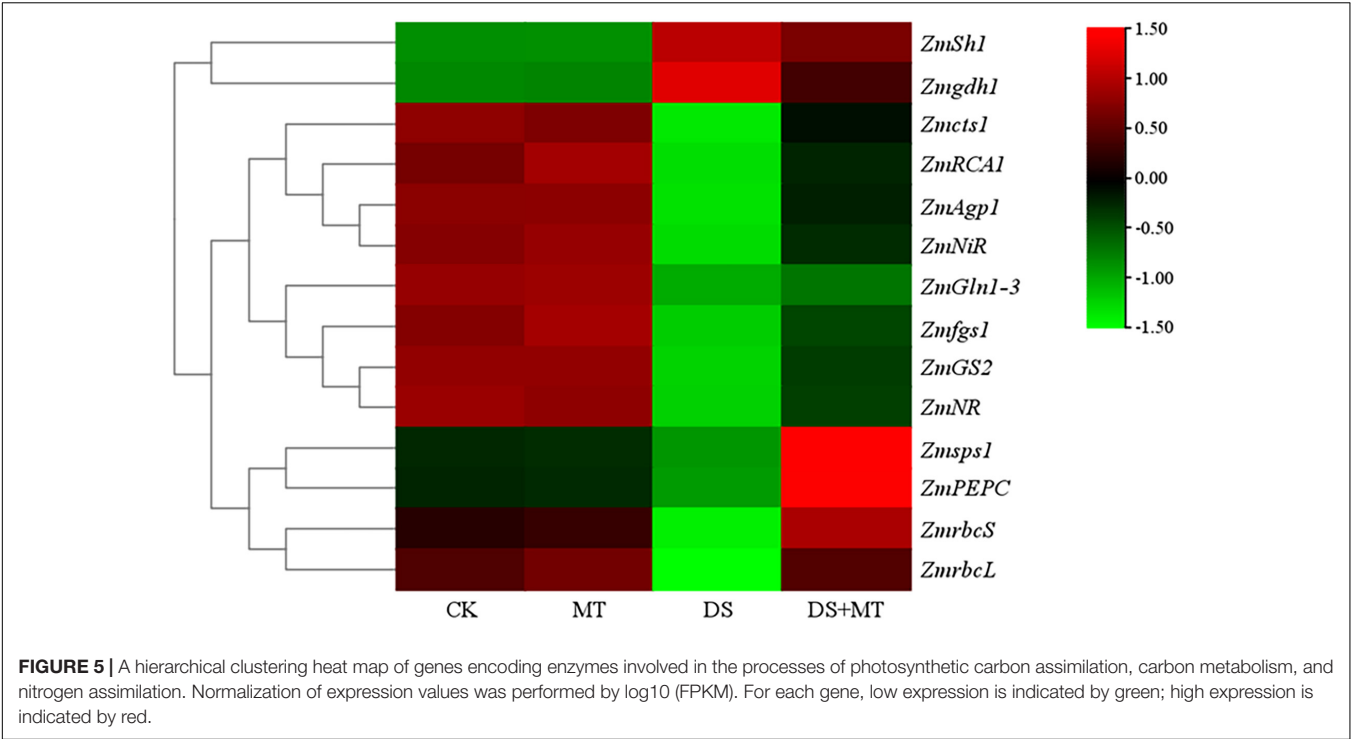 ZmSh1
Zmgdh1
Zmcts1
ZmRCA1
ZmAgp1
ZmNiR
ZmGln1-3
Zmfgs1
ZmGS2
ZmNR
Zmsps1
ZmPEPC
ZmrbcS
ZmrbcL
1.50
1.00
0.50
0.00
-0.50
-1.00
-1.50
CK MT DS DS+MT
FIGURE 5 | A hierarchical clustering heat map of genes encoding enzymes involved in the processes of photosynthetic carbon assimilation, carbon metabolism, and
nitrogen assimilation. Normalization of expression values was performed by log10 (FPKM). For each gene, low expression is indicated by green; high expression is
indicated by red.